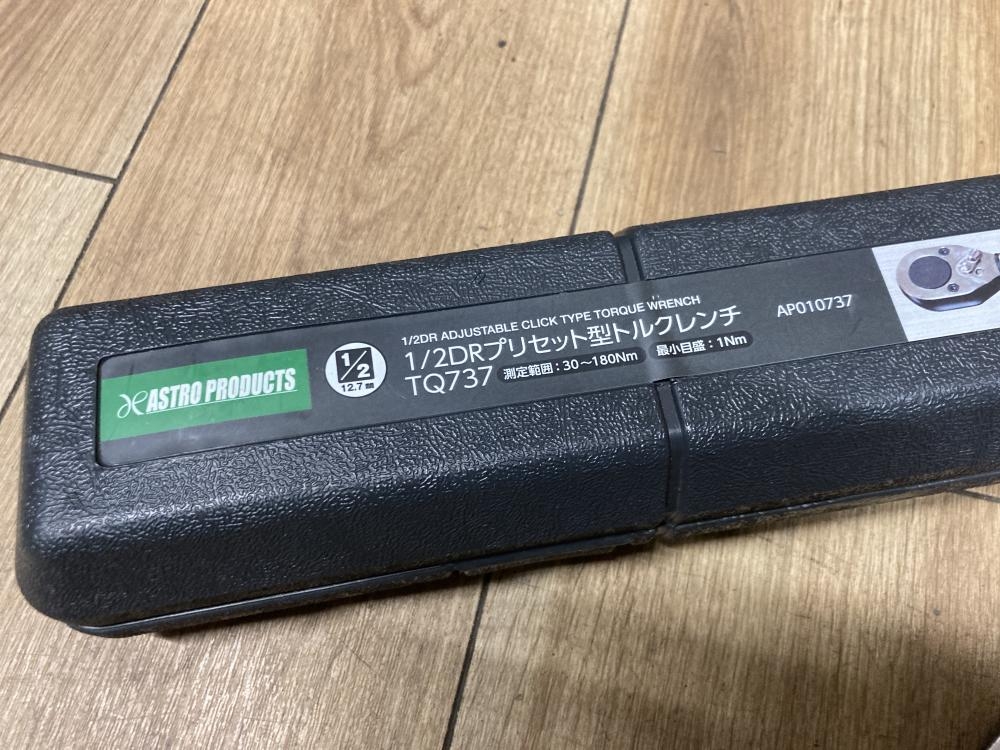 ASTRO PRODUCTS
1/2
12.7mm
1/2DR ADJUSTABLE CLICK TYPE TORQUE WRENCH
1/2DRプリセット型トルクレンチ
TQ737 測定範囲:30~180Nm 最小目盛:1Nm
AP010737